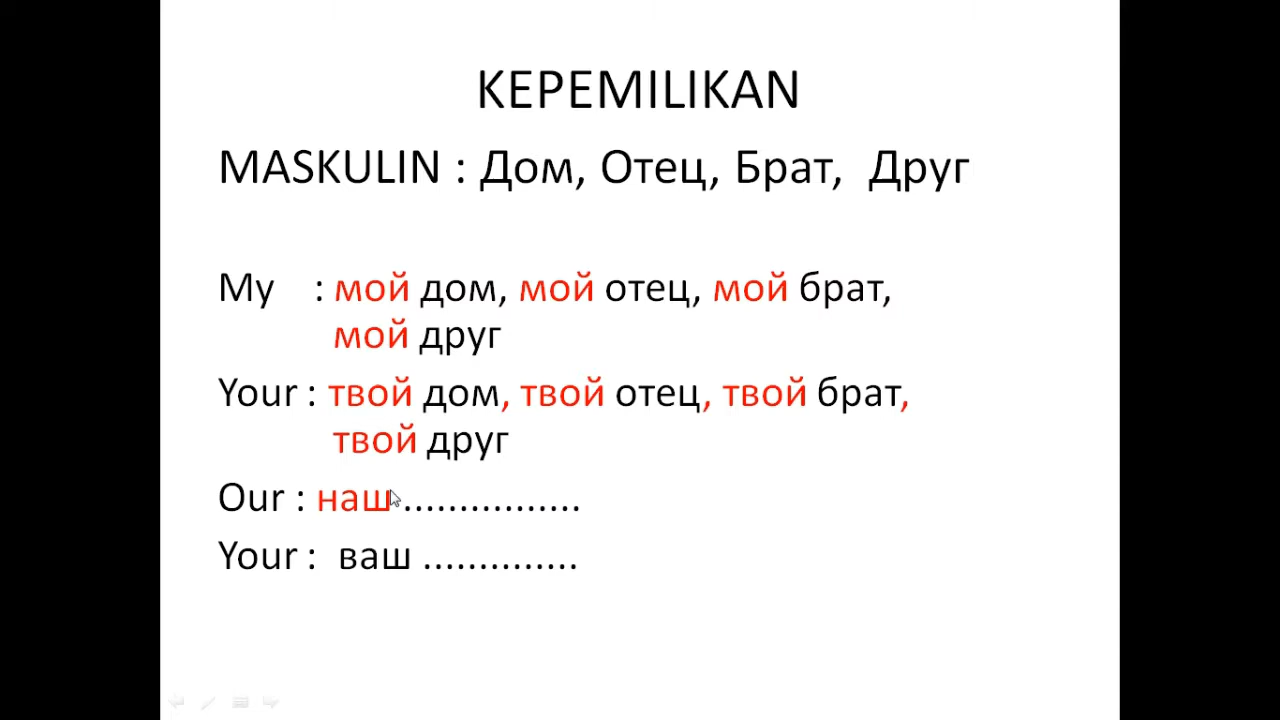 KEPEMILIKAN
MASKULIN : Дом, Отец, Брат, Друг
My : мой дом, мой отец, мой брат,
мой друг
Your : твой дом, твой отец, твой брат,
твой друг
Our : наш ................
Your : ваш ..............